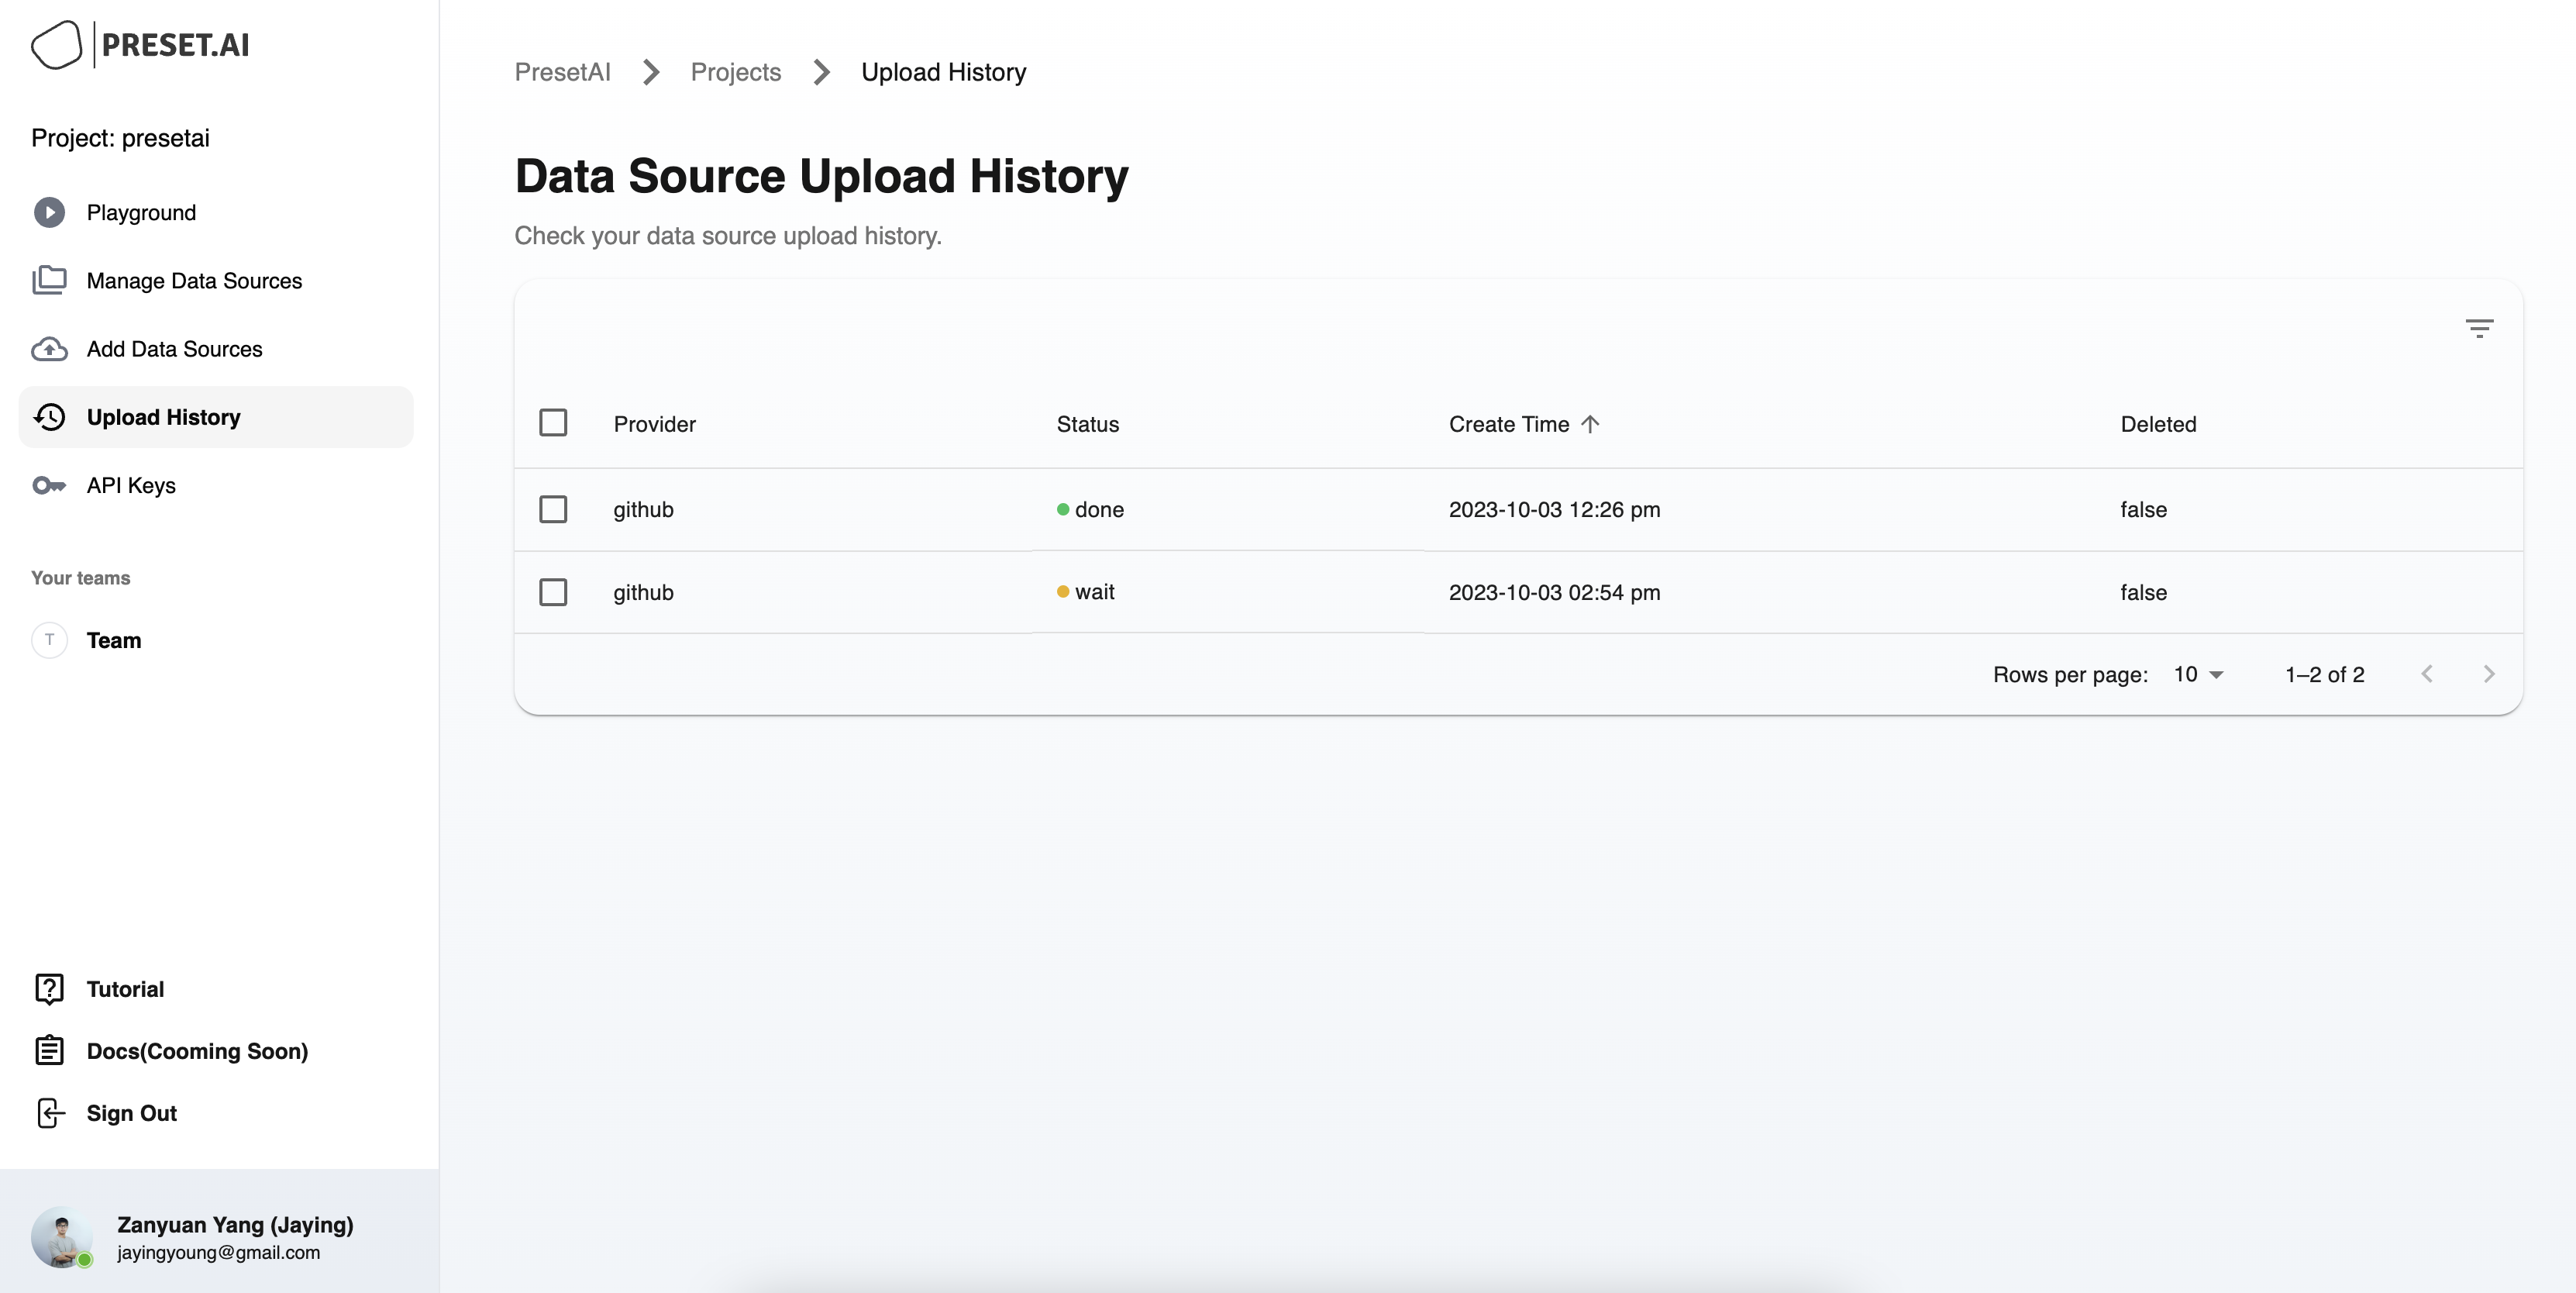 PRESET.AI
Project: presetai
Playground
Manage Data Sources
Add Data Sources
Upload History
API Keys
Your teams
T Team
Tutorial
Docs(Cooming Soon)
Sign Out
Zanyuan Yang (Jaying)
jayingyoung@gmail.com
PresetAI Projects Upload History
Data Source Upload History
Check your data source upload history.
Provider Status Create Time Deleted
github done 2023-10-03 12:26 pm false
github wait 2023-10-03 02:54 pm false
Rows per page: 10 1–2 of 2